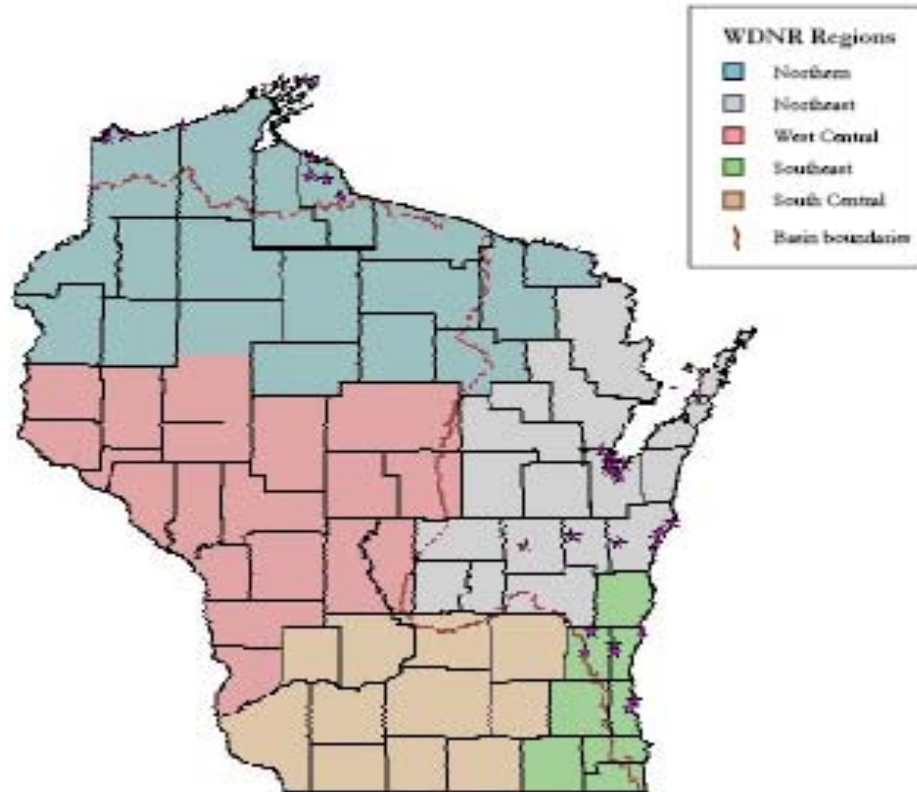 WDNR Regions
Northern
Northeast
West Central
Southeast
South Central
Basin boundaries